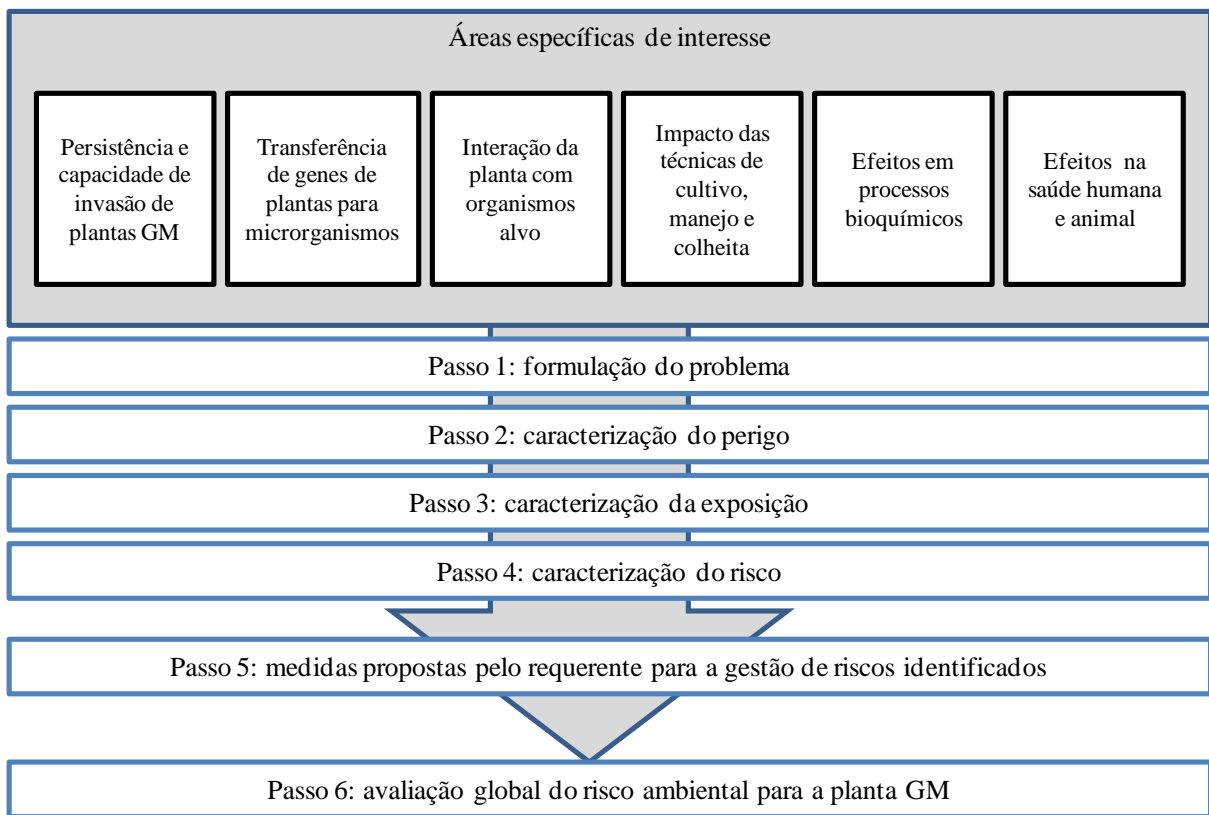 Áreas específicas de interesse
Persistência e
capacidade de
invasão de
plantas GM
Transferência
de genes de
plantas para
microrganismos
Interação da
planta com
organismos
alvo
Impacto das
técnicas de
cultivo,
manejo e
colheita
Efeitos em
processos
bioquímicos
Efeitos na
saúde humana
e animal
Passo 1: formulação do problema
Passo 2: caracterização do perigo
Passo 3: caracterização da exposição
Passo 4: caracterização do risco
Passo 5: medidas propostas pelo requerente para a gestão de riscos identificados
Passo 6: avaliação global do risco ambiental para a planta GM